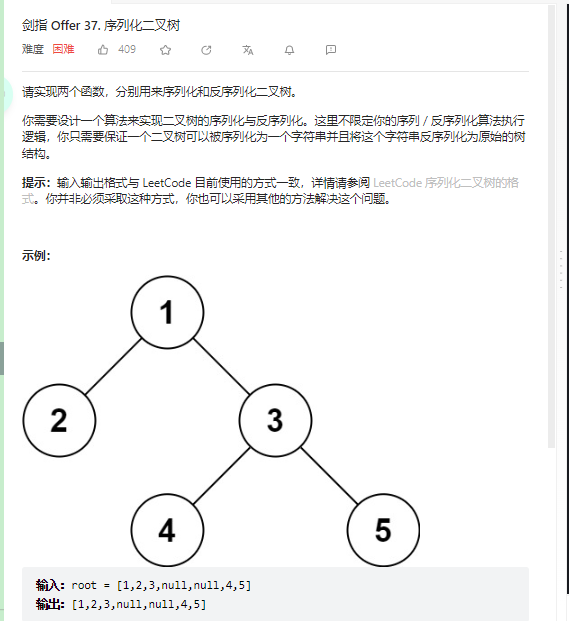 剑指 Offer 37. 序列化二叉树
难度 困难 409
请实现两个函数，分别用来序列化和反序列化二叉树。
你需要设计一个算法来实现二叉树的序列化与反序列化。这里不限定你的序列 / 反序列化算法执行
逻辑，你只需要保证一个二叉树可以被序列化为一个字符串并且将这个字符串反序列化为原始的树
结构。
提示：输入输出格式与 LeetCode 目前使用的方式一致，详情请参阅 LeetCode 序列化二叉树的格
式。你并非必须采取这种方式，你也可以采用其他的方法解决这个问题。
示例：
1
2
3
4
5
输入：root = [1,2,3,null,null,4,5]
输出：[1,2,3,null,null,4,5]